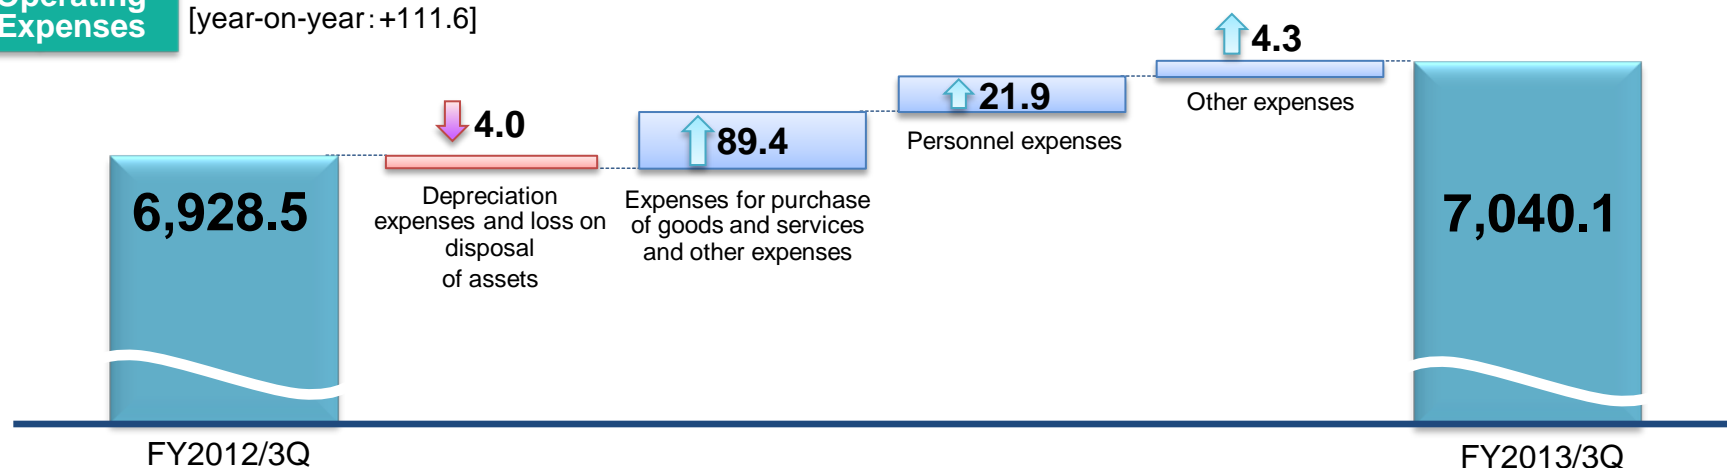 Operating
Expenses
[year-on-year:+111.6]
4.3
Other expenses
21.9
Personnel expenses
4.0
89.4
Depreciation
expenses and loss on
disposal
of assets
Expenses for purchase
of goods and services
and other expenses
6,928.5
7,040.1
FY2012/3Q
FY2013/3Q